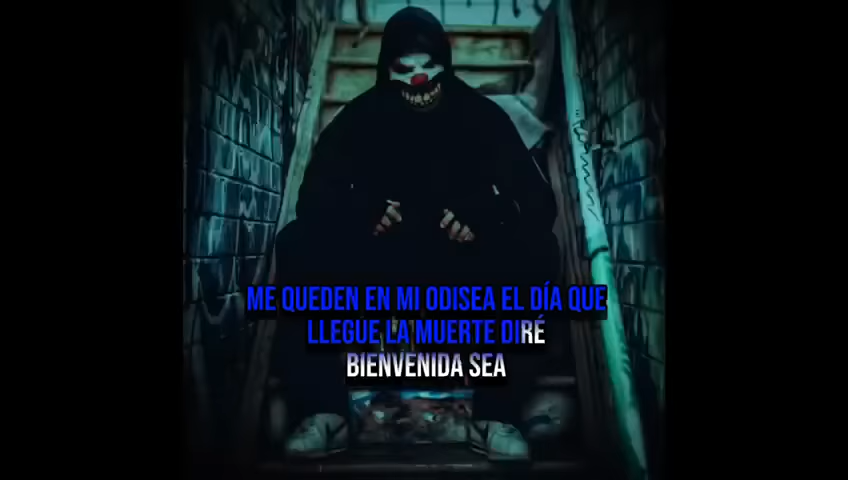 ME QUEDEN EN MI ODISEA EL DÍA QUE
LLEGUE LA MUERTE DIRÉ
BIENVENIDA SEA